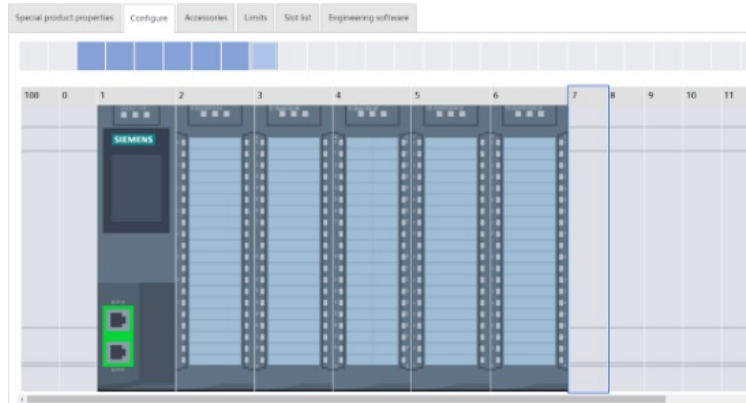 Special product properties Configure Accessories Limits Slot list Engineering software
100 0 1 2 3 4 5 6 7 8 9 10 11
SIEMENS